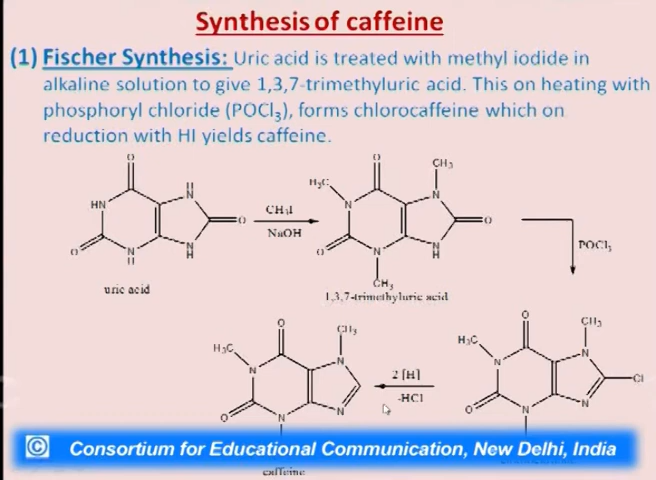 Synthesis of caffeine
(1) Fischer Synthesis: Uric acid is treated with methyl iodide in
alkaline solution to give 1,3,7-trimethyluric acid. This on heating with
phosphoryl chloride (POCl₃), forms chlorocaffeine which on
reduction with HI yields caffeine.
O
HN
H
N
O
O
N
H
N
H
uric acid
CH₃I
NaOH
O
H₃C
CH₃
N
N
O
O
N
N
H
CH₃
1,3,7-trimethyluric acid
POCl₃
O
H₃C
CH₃
N
N
O
N
N
2 [H]
-HCl
O
H₃C
CH₃
N
N
Cl
O
N
N
© Consortium for Educational Communication, New Delhi, India
caffeine